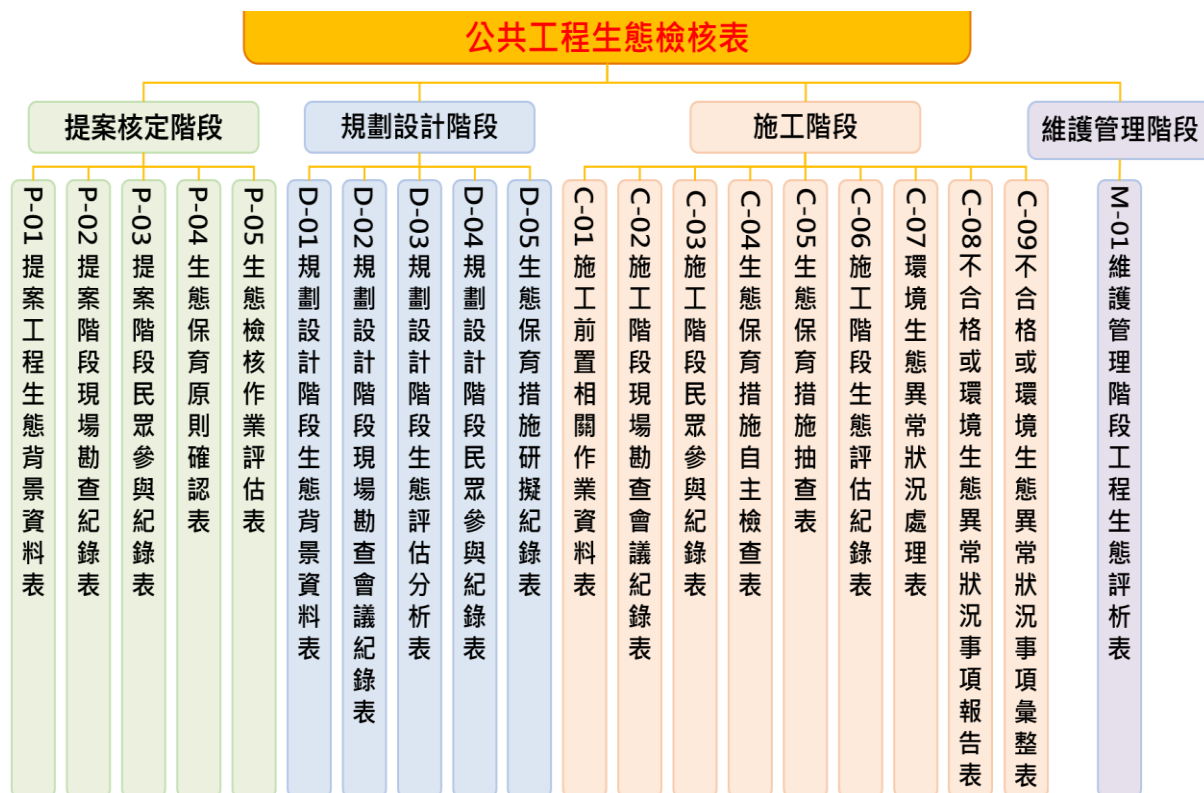 公共工程生態檢核表
提案核定階段
規劃設計階段
施工階段
維護管理階段
P-01提案工程生態背景資料表
P-02提案階段現場勘查紀錄表
P-03提案階段民眾參與紀錄表
P-04生態保育原則確認表
P-05生態檢核作業評估表
D-01規劃設計階段生態背景資料表
D-02規劃設計階段現場勘查會議紀錄表
D-03規劃設計階段生態評估分析表
D-04規劃設計階段民眾參與紀錄表
D-05生態保育措施研擬紀錄表
C-01施工前置相關作業資料表
C-02施工階段現場勘查會議紀錄表
C-03施工階段民眾參與紀錄表
C-04生態保育措施自主檢查表
C-05生態保育措施抽查表
C-06施工階段生態評估紀錄表
C-07環境生態異常狀況處理表
C-08不合格或環境生態異常狀況事項報告表
C-09不合格或環境生態異常狀況事項彙整表
M-01維護管理階段工程生態評析表